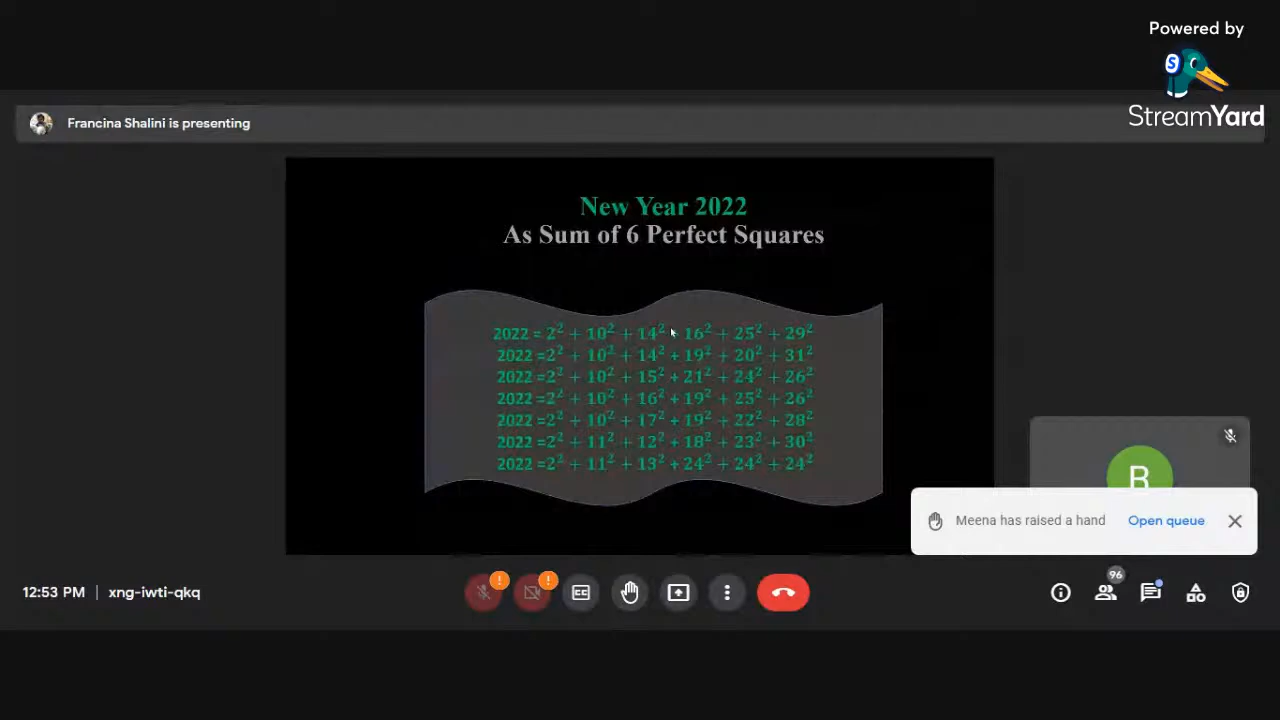 Powered by
StreamYard
Francina Shalini is presenting
New Year 2022
As Sum of 6 Perfect Squares
2022 = 2² + 10² + 14² + 16² + 25² + 29²
2022 =2² + 10² + 14² + 19² + 20² + 31²
2022 =2² + 10² + 15² + 21² + 24² + 26²
2022 =2² + 10² + 16² + 19² + 25² + 26²
2022 =2² + 10² + 17² + 19² + 22² + 28²
2022 =2² + 11² + 12² + 18² + 23² + 30²
2022 =2² + 11² + 13² + 24² + 24² + 24²
R
Meena has raised a hand Open queue
96
12:53 PM | xng-iwti-qkq